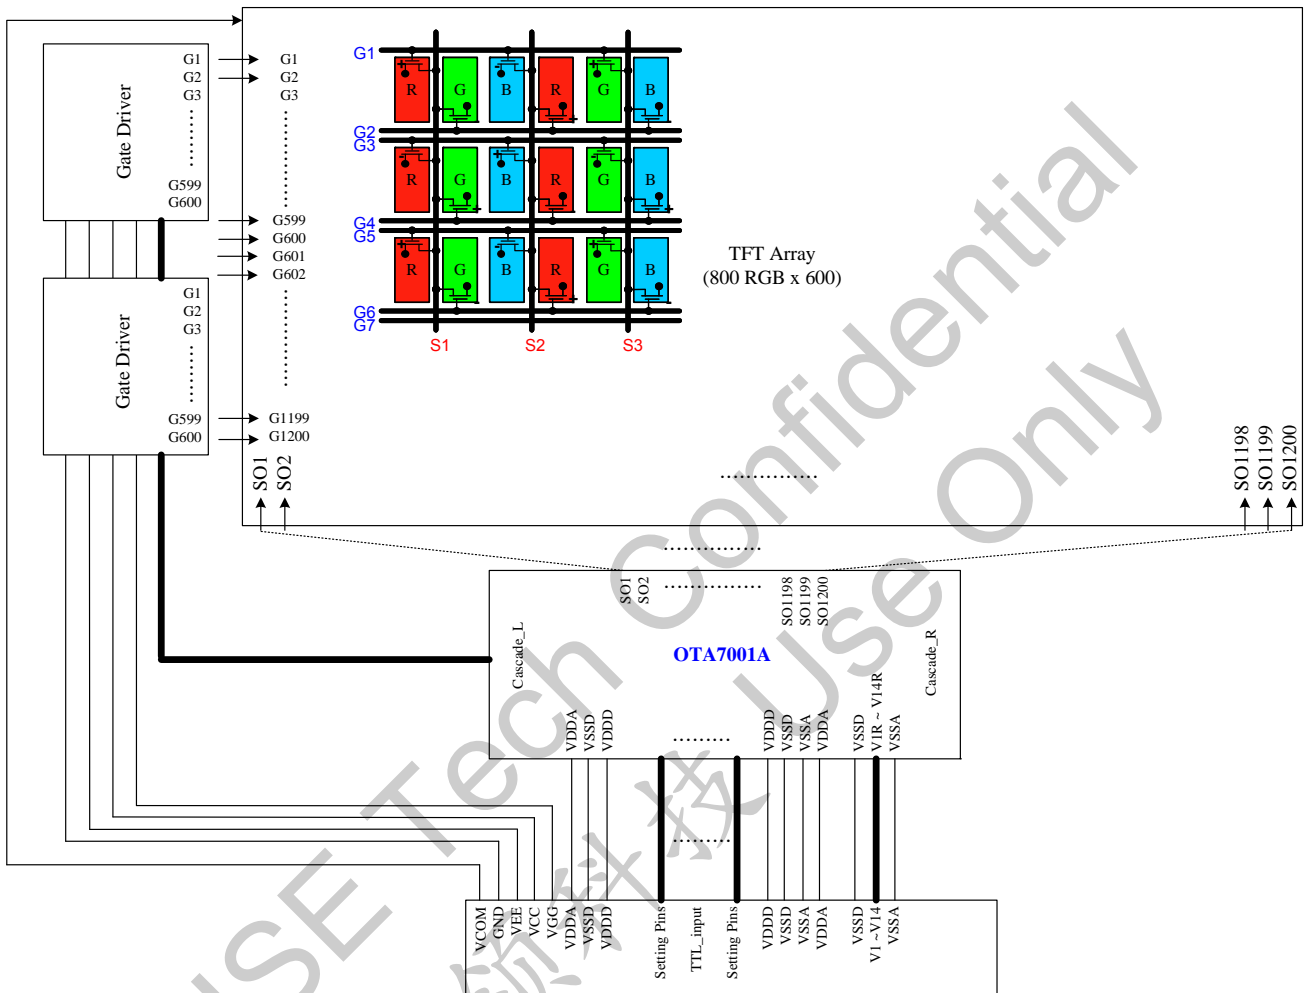 Gate Driver
G1
G2
G3
G599
G600
Gate Driver
G1
G2
G3
G599
G600
G1
G2
G3
G599
G600
G601
G602
G1199
G1200
G1
G2
G3
G4
G5
G6
G7
R G B R G B
R G B R G B
R G B R G B
S1 S2 S3
TFT Array
(800 RGB x 600)
SO1
SO2
SO1198
SO1199
SO1200
SO1
SO2
SO1198
SO1199
SO1200
Cascade_L
OTA7001A
Cascade_R
VDDA
VSSD
VDDD
VDDD
VSSD
VSSA
VDDA
VSSD
V1R ~ V14R
VSSA
VCOM
GND
VEE
VCC
VGG
VDDA
VSSD
VDDD
Setting Pins
TTL_input
Setting Pins
VDDD
VSSD
VSSA
VDDA
VSSD
V1 ~V14
VSSA
Tech Confidential
Use Only
科技